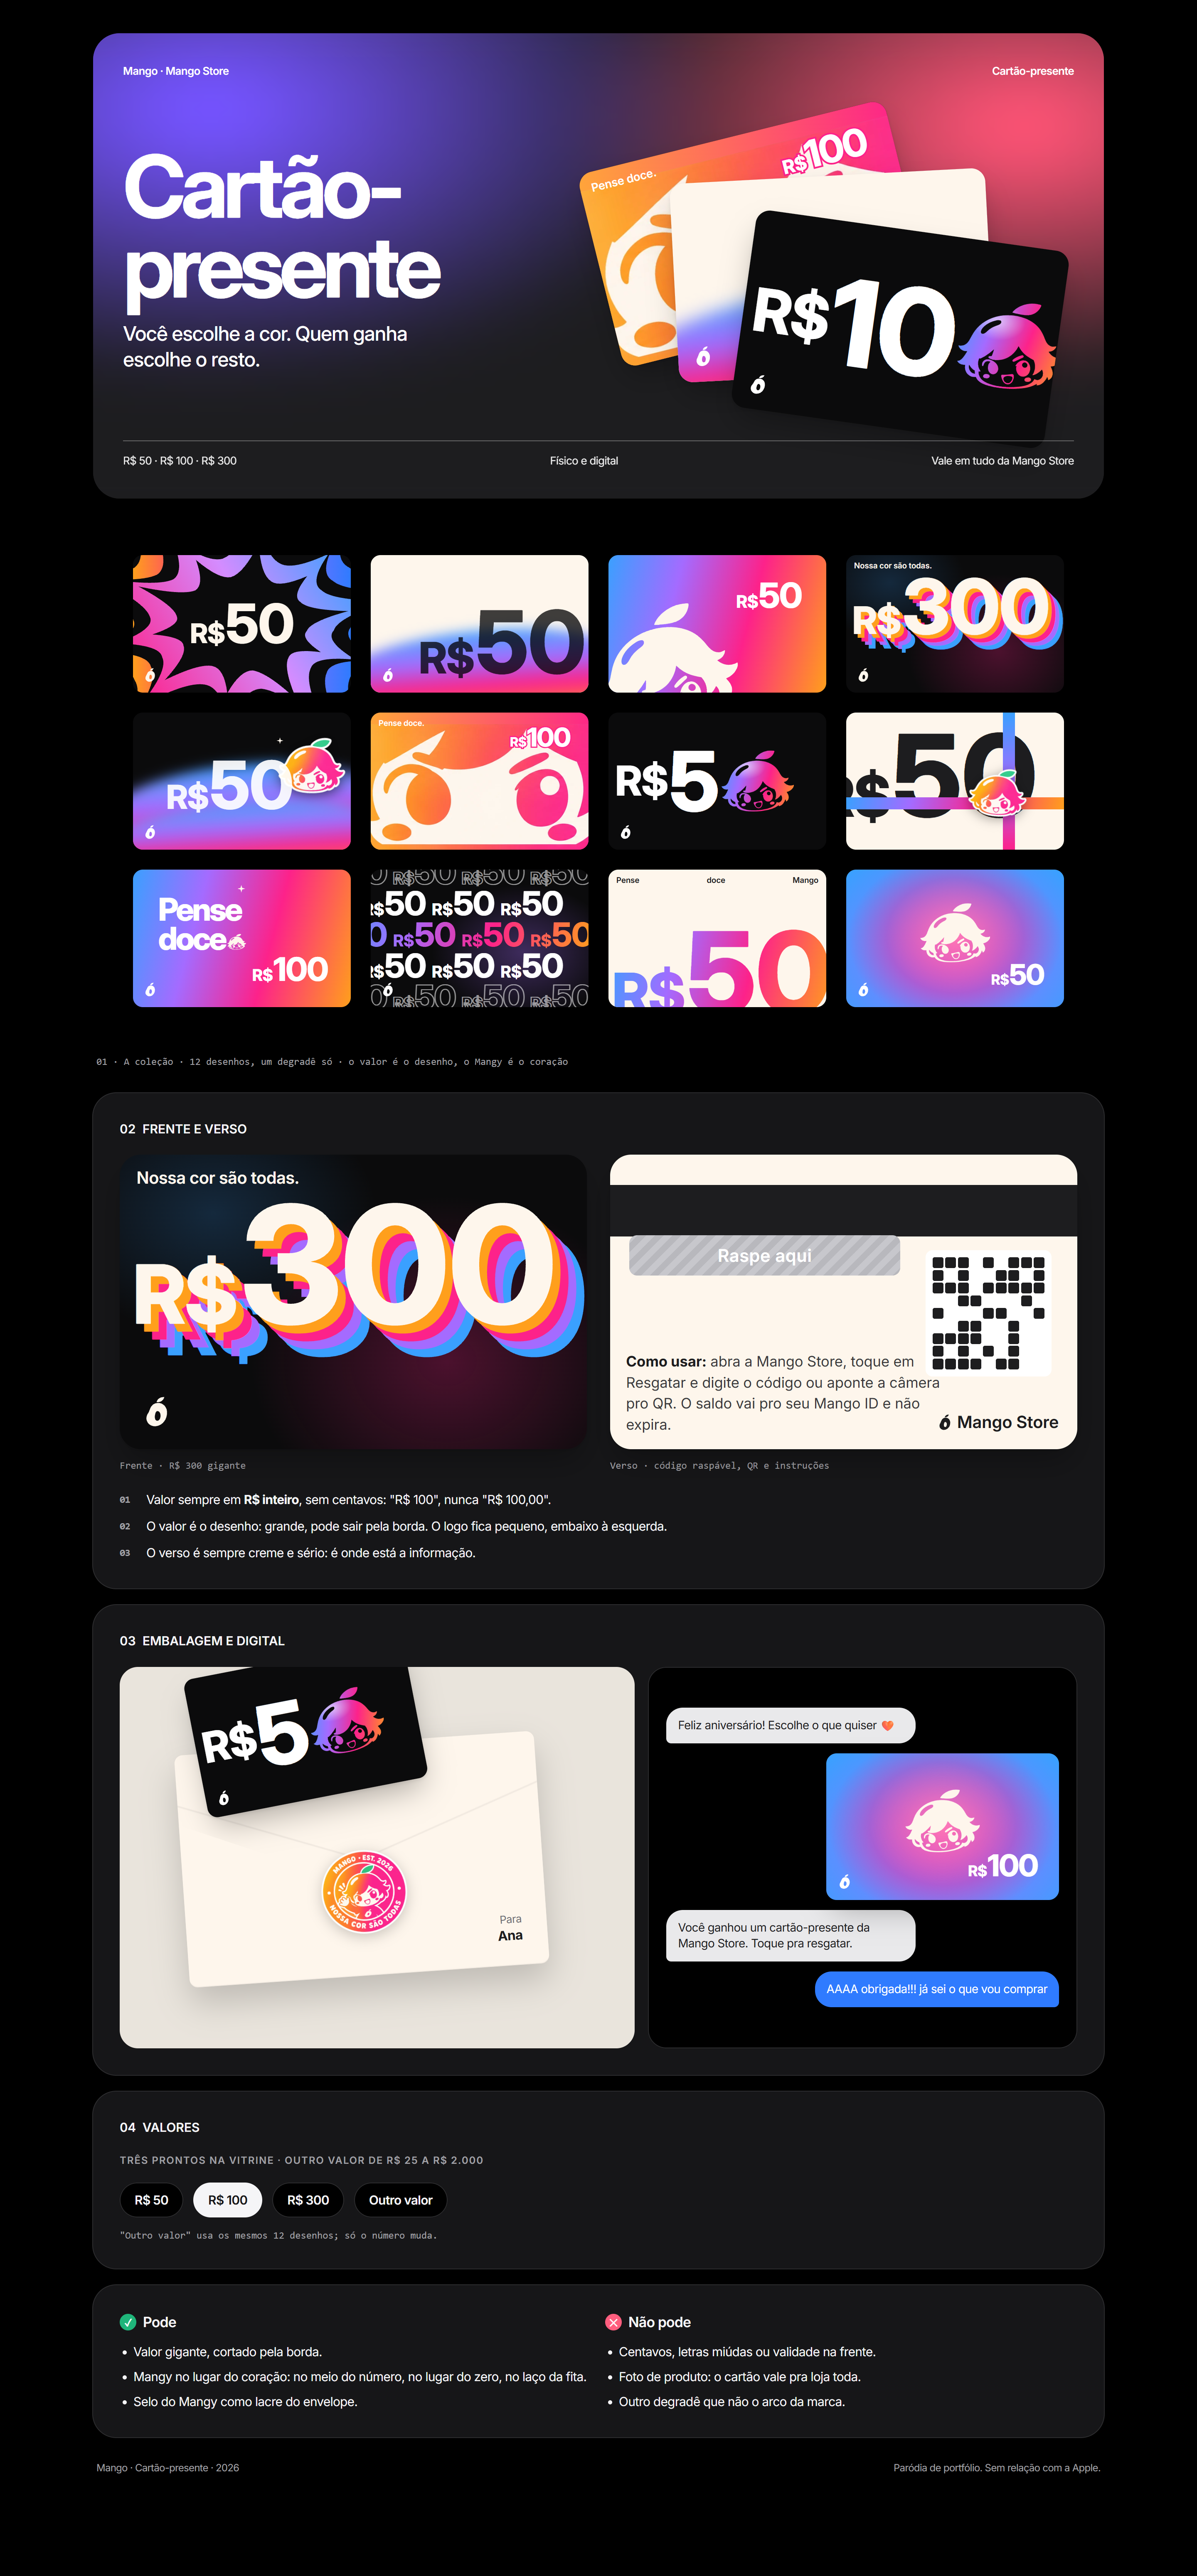 Mango · Mango Store
Cartão-presente
Cartão-
presente
Você escolhe a cor. Quem ganha
escolhe o resto.
Pense doce.
R$100
R$10
R$ 50 · R$ 100 · R$ 300
Físico e digital
Vale em tudo da Mango Store
R$50
R$50
R$50
Nossa cor são todas.
R$300
R$50
Pense doce.
R$100
R$5
R$50
Pense
doce
R$100
R$50 R$50 R$50
R$50 R$50 R$50
0 R$50 R$50 R$50
R$50 R$50 R$50
0 R$50 R$50 R$50
Pense
doce
Mango
R$50
R$50
01 · A coleção · 12 desenhos, um degradê só · o valor é o desenho, o Mangy é o coração
02 FRENTE E VERSO
Nossa cor são todas.
R$300
Raspe aqui
Como usar: abra a Mango Store, toque em
Resgatar e digite o código ou aponte a câmera
pro QR. O saldo vai pro seu Mango ID e não
expira.
Mango Store
Frente · R$ 300 gigante
Verso · código raspável, QR e instruções
01 Valor sempre em R$ inteiro, sem centavos: "R$ 100", nunca "R$ 100,00".
02 O valor é o desenho: grande, pode sair pela borda. O logo fica pequeno, embaixo à esquerda.
03 O verso é sempre creme e sério: é onde está a informação.
03 EMBALAGEM E DIGITAL
R$5
MANGO · EST. 2026
NOSSA COR SÃO TODAS
Para
Ana
Feliz aniversário! Escolhe o que quiser 🧡
R$100
Você ganhou um cartão-presente da
Mango Store. Toque pra resgatar.
AAAA obrigada!!! já sei o que vou comprar
04 VALORES
TRÊS PRONTOS NA VITRINE · OUTRO VALOR DE R$ 25 A R$ 2.000
R$ 50
R$ 100
R$ 300
Outro valor
"Outro valor" usa os mesmos 12 desenhos; só o número muda.
Pode
• Valor gigante, cortado pela borda.
• Mangy no lugar do coração: no meio do número, no lugar do zero, no laço da fita.
• Selo do Mangy como lacre do envelope.
Não pode
• Centavos, letras miúdas ou validade na frente.
• Foto de produto: o cartão vale pra loja toda.
• Outro degradê que não o arco da marca.
Mango · Cartão-presente · 2026
Paródia de portfólio. Sem relação com a Apple.